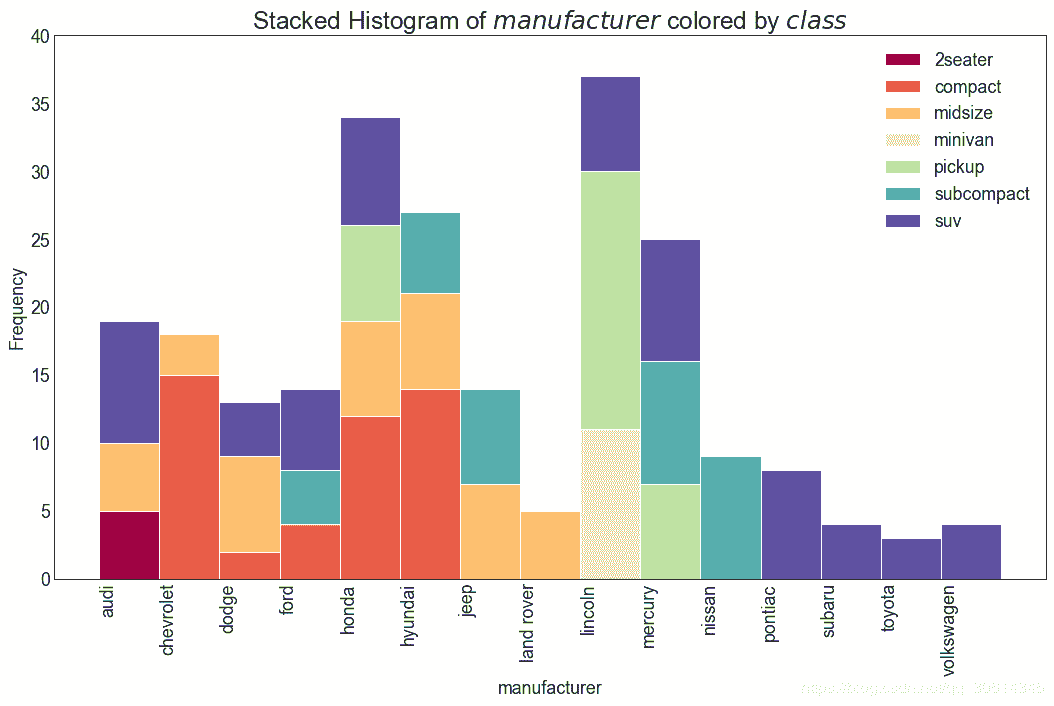 Stacked Histogram of manufacturer colored by class
40
35
30
25
20
15
10
5
0
Frequency
2seater
compact
midsize
minivan
pickup
subcompact
suv
audi
chevrolet
dodge
ford
honda
hyundai
jeep
land rover
lincoln
mercury
nissan
pontiac
subaru
toyota
volkswagen
manufacturer